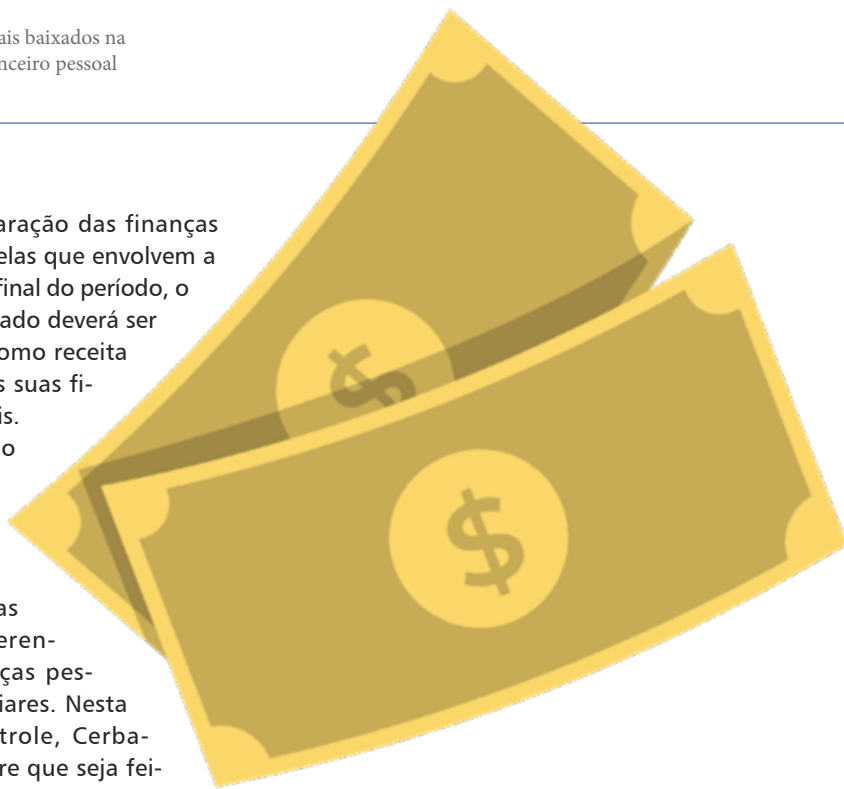 ais baixados na
nceiro pessoal
aração das finanças
elas que envolvem a
final do período, o
ado deverá ser
omo receita
s suas fi-
is.
o
as
eren-
ças pes-
iares. Nesta
trole, Cerba-
re que seja fei-
$
$